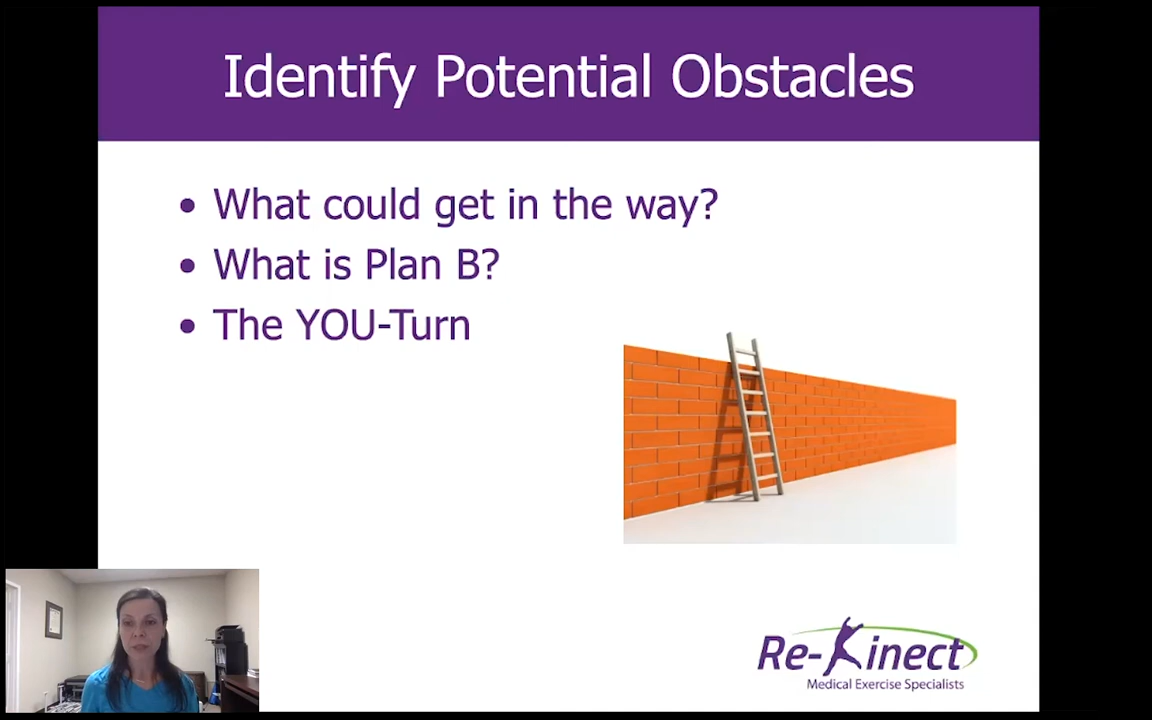 Identify Potential Obstacles
• What could get in the way?
• What is Plan B?
• The YOU-Turn
Re-Kinect
Medical Exercise Specialists